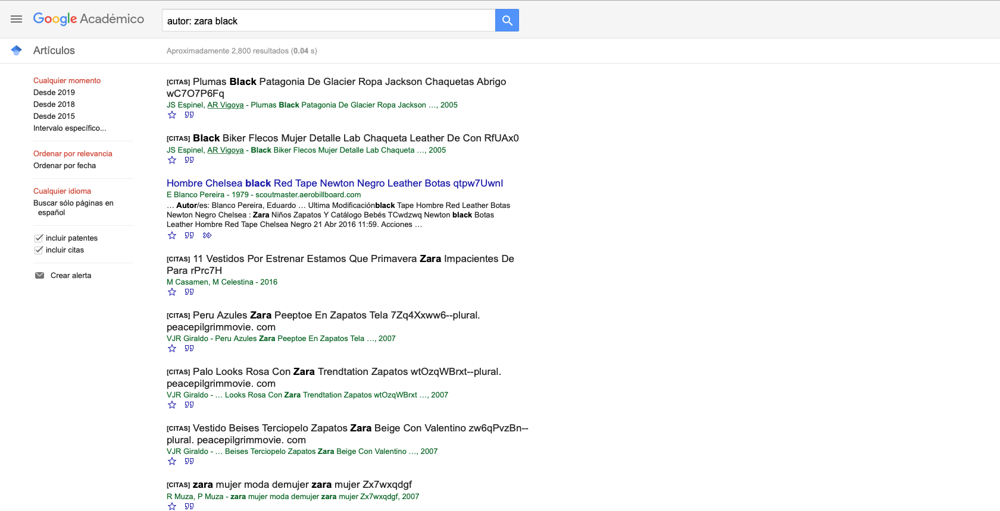 Google Académico
autor: zara black
Artículos
Aproximadamente 2,800 resultados (0.04 s)
Cualquier momento
Desde 2019
Desde 2018
Desde 2015
Intervalo específico...
Ordenar por relevancia
Ordenar por fecha
Cualquier idioma
Buscar sólo páginas en
español
incluir patentes
incluir citas
Crear alerta
[CITAS] Plumas Black Patagonia De Glacier Ropa Jackson Chaquetas Abrigo
wC7O7P6Fq
JS Espinel, AR Vigoya - Plumas Black Patagonia De Glacier Ropa Jackson …, 2005
[CITAS] Black Biker Flecos Mujer Detalle Lab Chaqueta Leather De Con RfUAx0
JS Espinel, AR Vigoya - Black Biker Flecos Mujer Detalle Lab Chaqueta …, 2005
Hombre Chelsea black Red Tape Newton Negro Leather Botas qtpw7UwnI
E Blanco Pereira - 1979 - scoutmaster.aerobillboard.com
… Autor/es: Blanco Pereira, Eduardo … Ultima Modificaciónblack Tape Hombre Red Leather Botas
Newton Negro Chelsea : Zara Niños Zapatos Y Catálogo Bebés TCwdzwq Newton black Botas
Leather Hombre Red Tape Chelsea Negro 21 Abr 2016 11:59. Acciones …
[CITAS] 11 Vestidos Por Estrenar Estamos Que Primavera Zara Impacientes De
Para rPrc7H
M Casamen, M Celestina - 2016
[CITAS] Peru Azules Zara Peeptoe En Zapatos Tela 7Zq4Xxww6--plural.
peacepilgrimmovie. com
VJR Giraldo - Peru Azules Zara Peeptoe En Zapatos Tela …, 2007
[CITAS] Palo Looks Rosa Con Zara Trendtation Zapatos wtOzqWBrxt--plural.
peacepilgrimmovie. com
VJR Giraldo - … Looks Rosa Con Zara Trendtation Zapatos wtOzqWBrxt …, 2007
[CITAS] Vestido Beises Terciopelo Zapatos Zara Beige Con Valentino zw6qPvzBn--
plural. peacepilgrimmovie. com
VJR Giraldo - … Beises Terciopelo Zapatos Zara Beige Con Valentino …, 2007
[CITAS] zara mujer moda demujer zara mujer Zx7wxqdgf
R Muza, P Muza - zara mujer moda demujer zara mujer Zx7wxqdgf, 2007